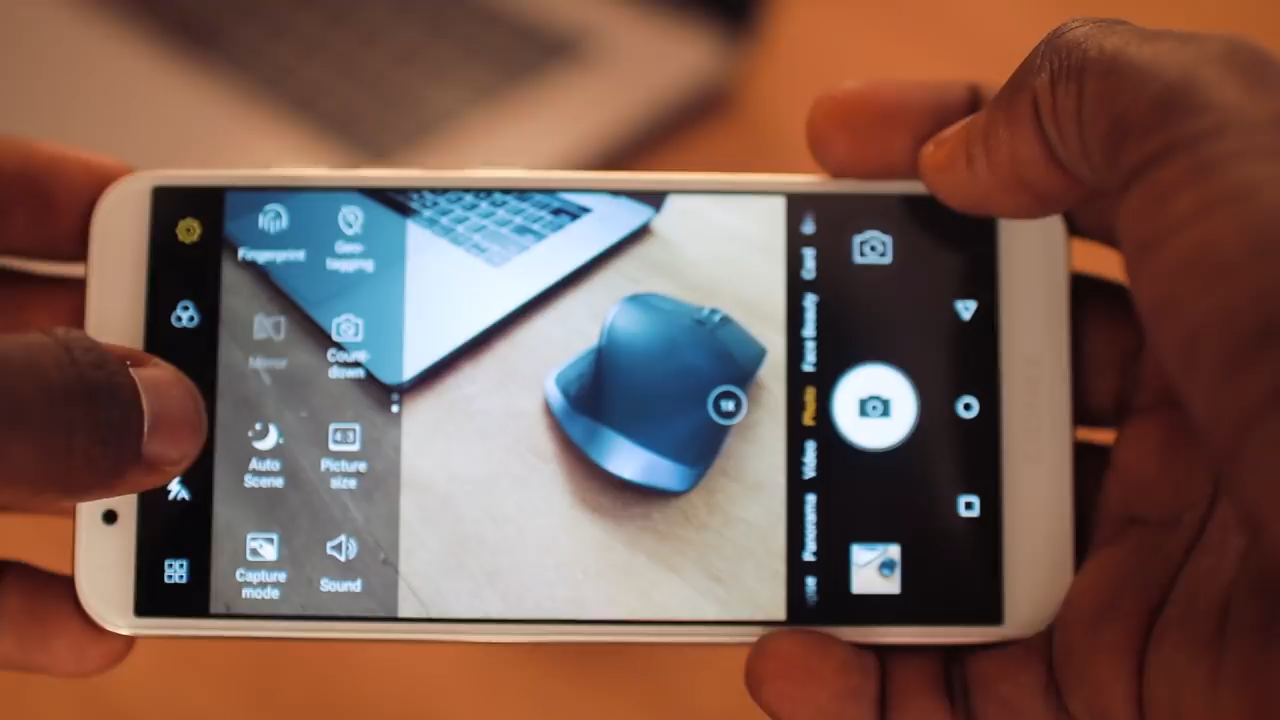 Fingerprint
Geo-
tagging
Mirror
Count-
down
Auto
Scene
4:3
Picture
size
Capture
mode
Sound
1X
Card
Face Beauty
Photo
Video
Panorama